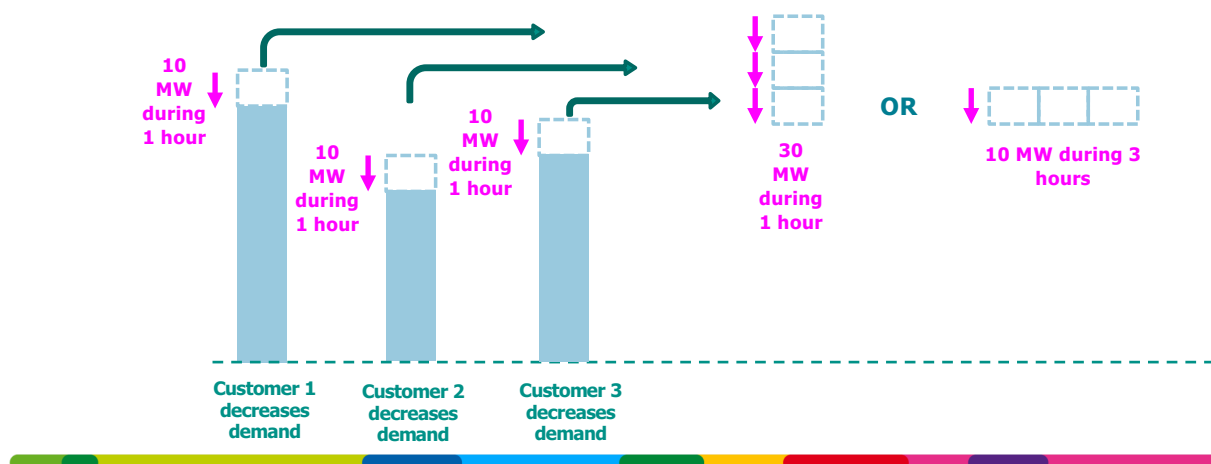 10
MW
during
1 hour
10
MW
during
1 hour
10
MW
during
1 hour
30
MW
during
1 hour
OR
10 MW during 3
hours
Customer 1
decreases
demand
Customer 2
decreases
demand
Customer 3
decreases
demand